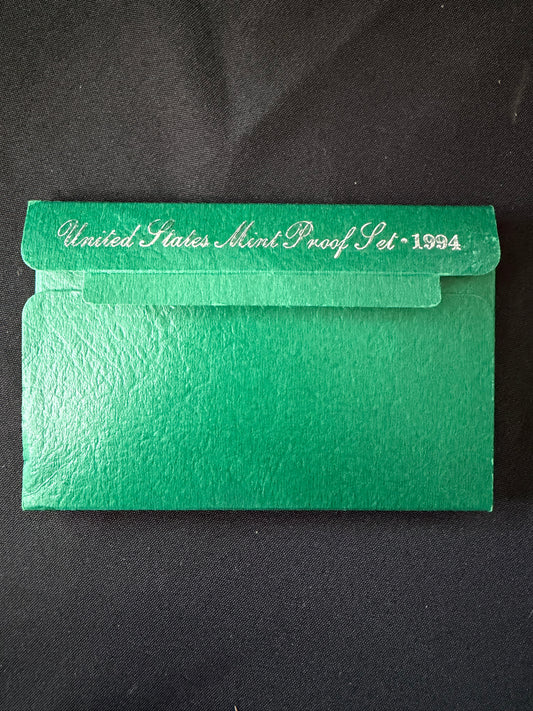 United States Mint Proof Set • 1994